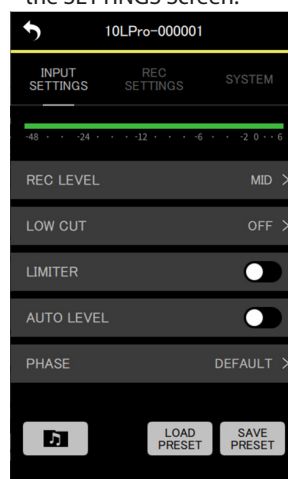 the SETTINGS Screen.
10LPro-000001
INPUT SETTINGS REC SETTINGS SYSTEM
-48 · · -24 · · · -12 · · · -6 · · -2 0 · · 6
REC LEVEL MID >
LOW CUT OFF >
LIMITER
AUTO LEVEL
PHASE DEFAULT >
LOAD PRESET SAVE PRESET